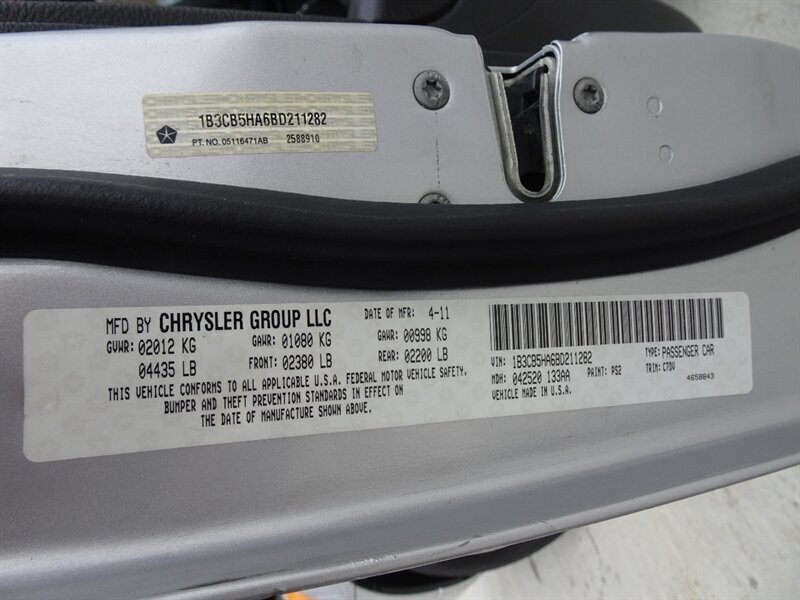 1B3CB5HA6BD211282
PT. NO. 05116471AB 2588910
MFD BY CHRYSLER GROUP LLC DATE OF MFR: 4-11
GVWR: 02012 KG GAWR: 01080 KG GAWR: 00998 KG
04435 LB FRONT: 02380 LB REAR: 02200 LB
THIS VEHICLE CONFORMS TO ALL APPLICABLE U.S.A. FEDERAL MOTOR VEHICLE SAFETY,
BUMPER AND THEFT PREVENTION STANDARDS IN EFFECT ON
THE DATE OF MANUFACTURE SHOWN ABOVE.
VIN: 1B3CB5HA6BD211282 TYPE: PASSENGER CAR
MDH: 042520 133AA PAINT: PS2 TRIM: C7DV
VEHICLE MADE IN U.S.A. 4658843